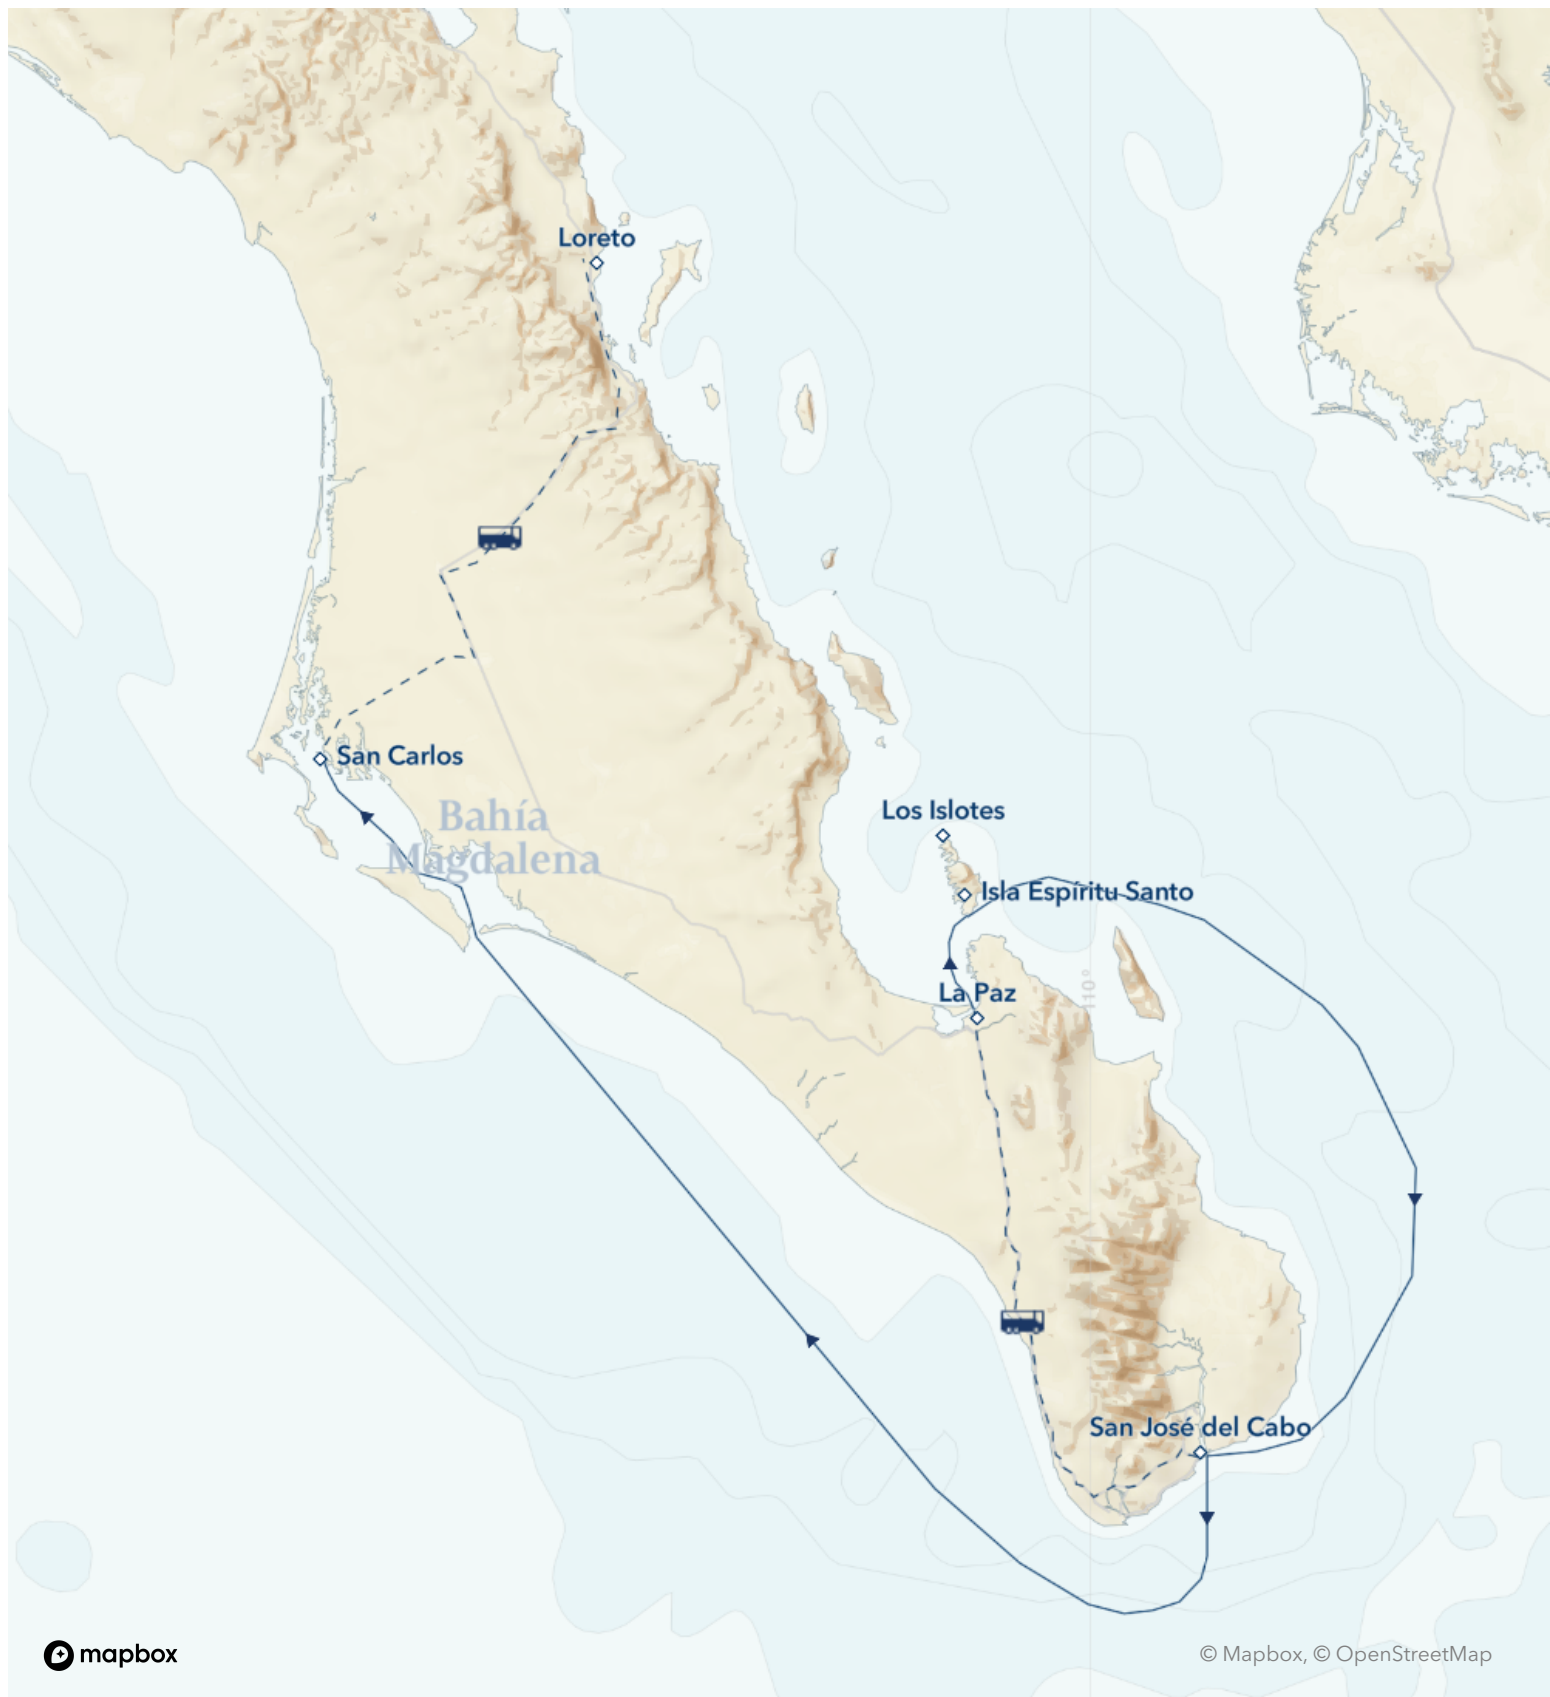 Loreto
San Carlos
Bahía
Magdalena
Los Islotes
Isla Espíritu Santo
110°
La Paz
San José del Cabo
mapbox
© Mapbox, © OpenStreetMap